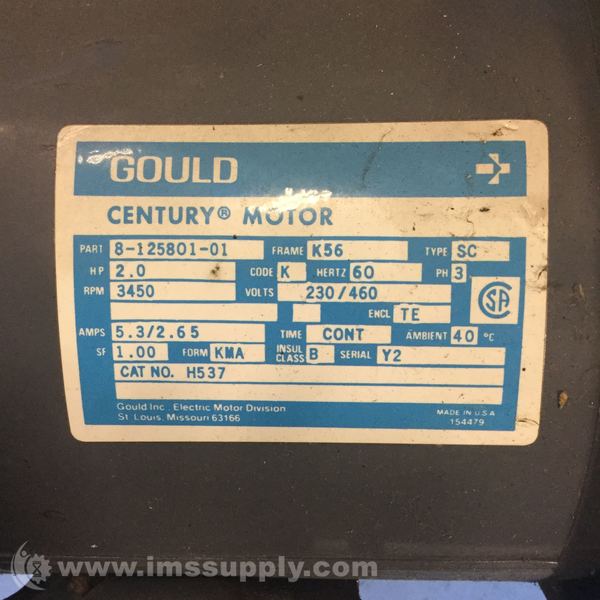 GOULD
CENTURY® MOTOR
PART 8-125801-01 FRAME K56 TYPE SC
HP 2.0 CODE K HERTZ 60 PH 3
RPM 3450 VOLTS 230/460
ENCL TE
AMPS 5.3/2.65 TIME CONT AMBIENT 40 °C
SF 1.00 FORM KMA INSUL CLASS B SERIAL Y2
CAT NO. H537
Gould Inc. Electric Motor Division
St. Louis, Missouri 63166
MADE IN U.S.A
154479
SA
www.imssupply.com